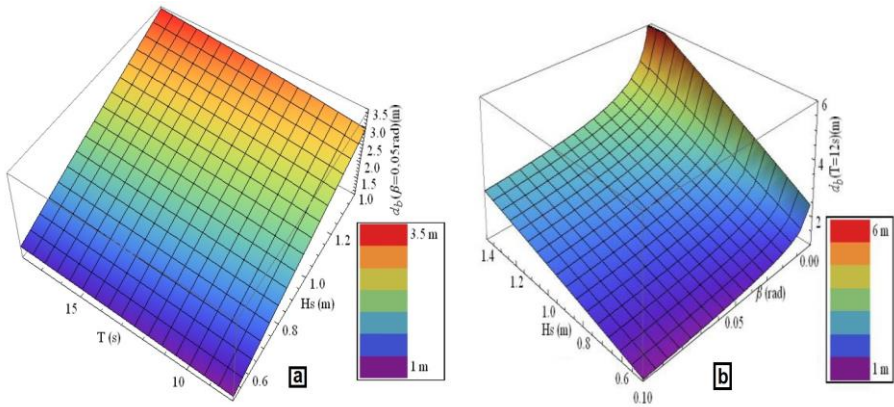 3.5
3.0
2.5
2.0
1.5
1.0
d_b(β=0,05rad)(m)
1.2
1.0
0.8
0.6
Hs (m)
15
10
T (s)
3.5 m
1 m
a
6
4
2
d_b(T=12s)(m)
0.00
0.05
0.10
β (rad)
1.4
1.2
1.0
0.8
0.6
Hs (m)
6 m
1 m
b